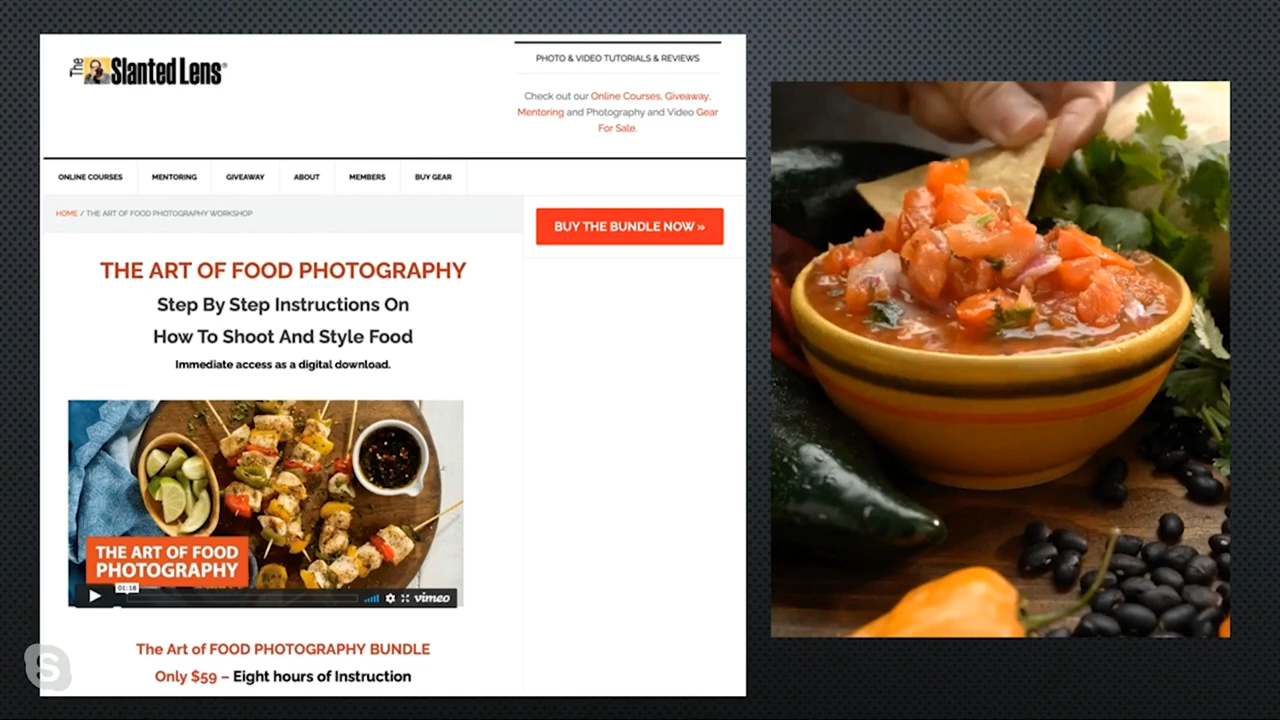 The Slanted Lens
PHOTO & VIDEO TUTORIALS & REVIEWS
Check out our Online Courses, Giveaway,
Mentoring and Photography and Video Gear
For Sale.
ONLINE COURSES MENTORING GIVEAWAY ABOUT MEMBERS BUY GEAR
HOME / THE ART OF FOOD PHOTOGRAPHY WORKSHOP
BUY THE BUNDLE NOW »
THE ART OF FOOD PHOTOGRAPHY
Step By Step Instructions On
How To Shoot And Style Food
Immediate access as a digital download.
THE ART OF FOOD
PHOTOGRAPHY
01:18
vimeo
The Art of FOOD PHOTOGRAPHY BUNDLE
Only $59 – Eight hours of Instruction
S